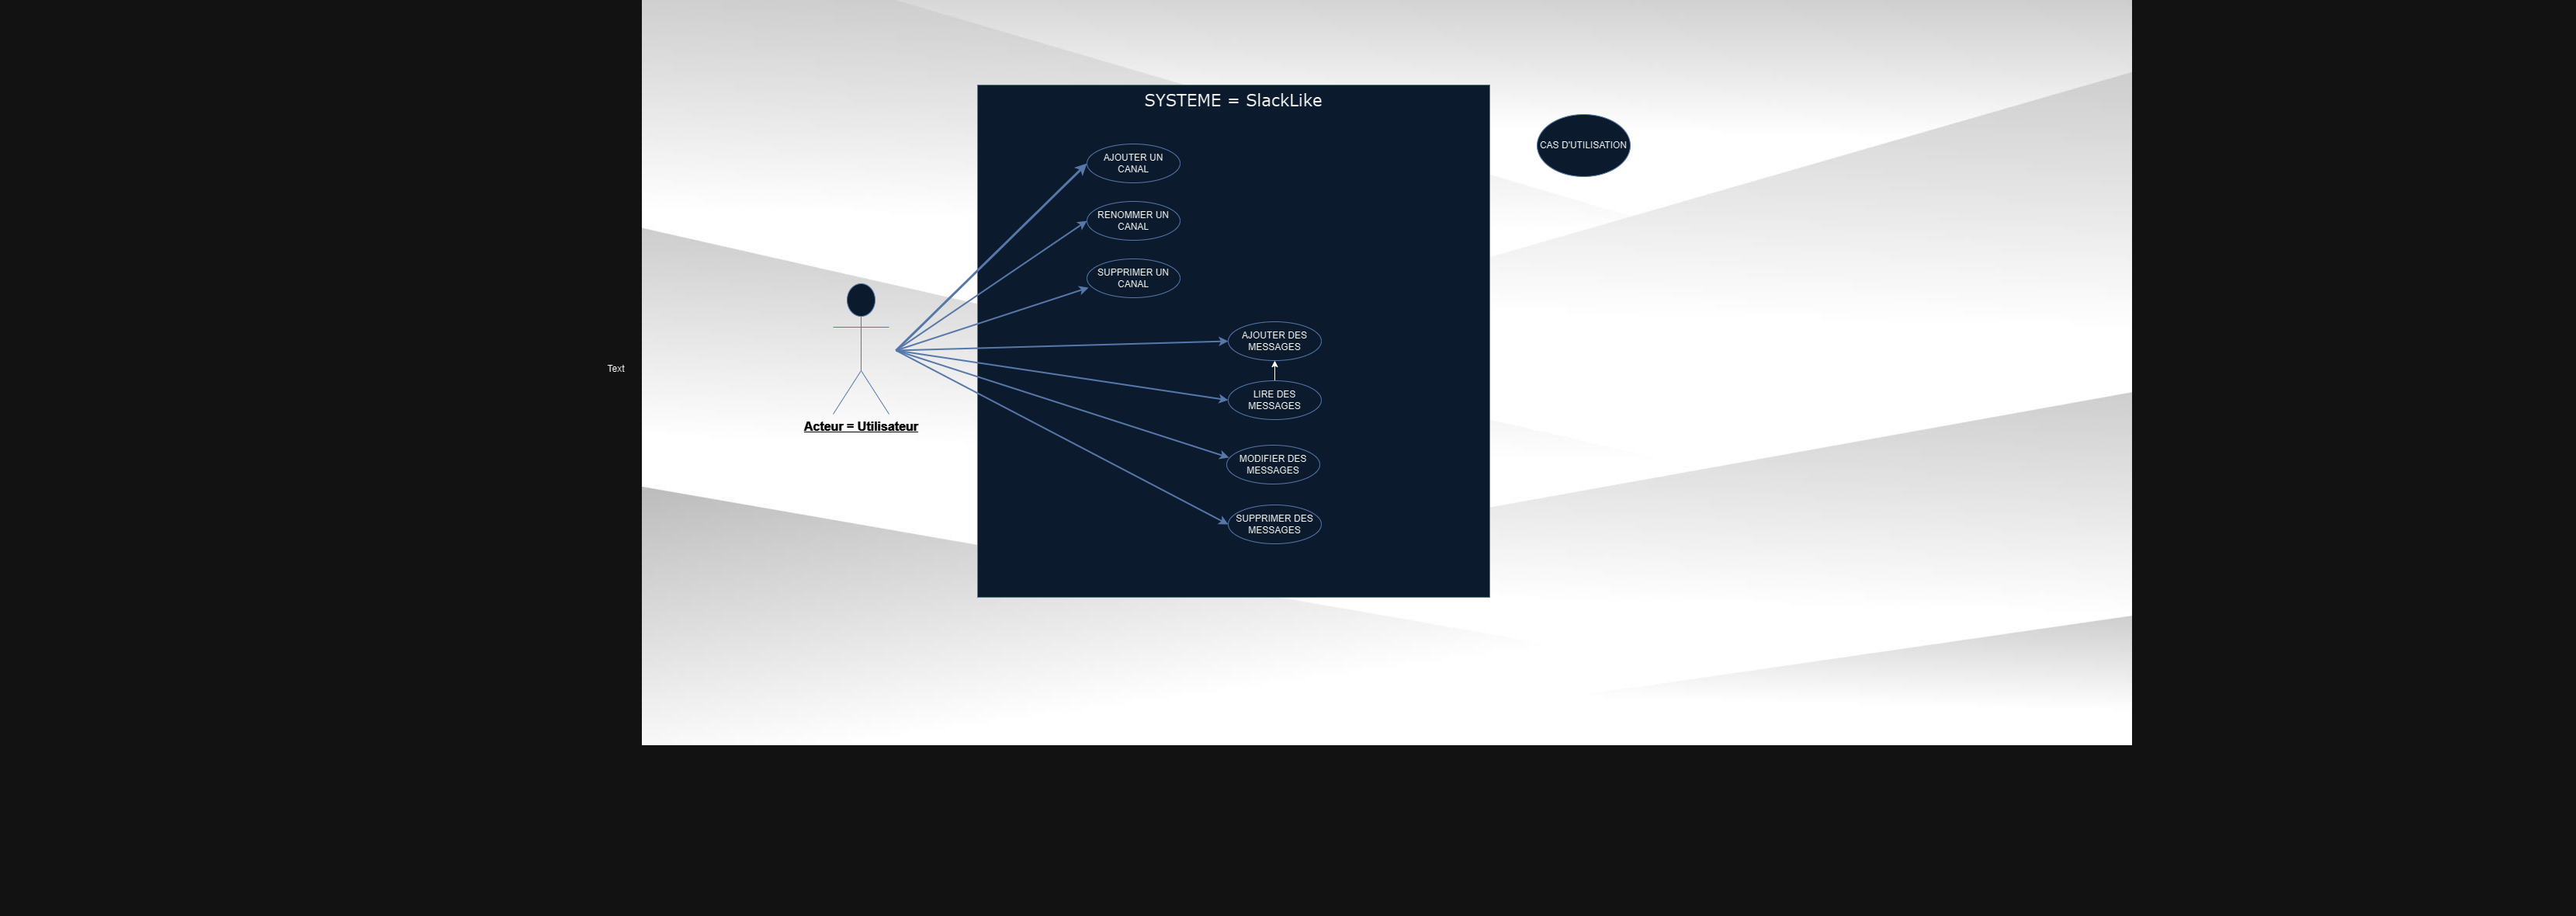 SYSTEME = SlackLike
CAS D'UTILISATION
AJOUTER UN
CANAL
RENOMMER UN
CANAL
SUPPRIMER UN
CANAL
AJOUTER DES
MESSAGES
Text
LIRE DES
MESSAGES
Acteur = Utilisateur
MODIFIER DES
MESSAGES
SUPPRIMER DES
MESSAGES